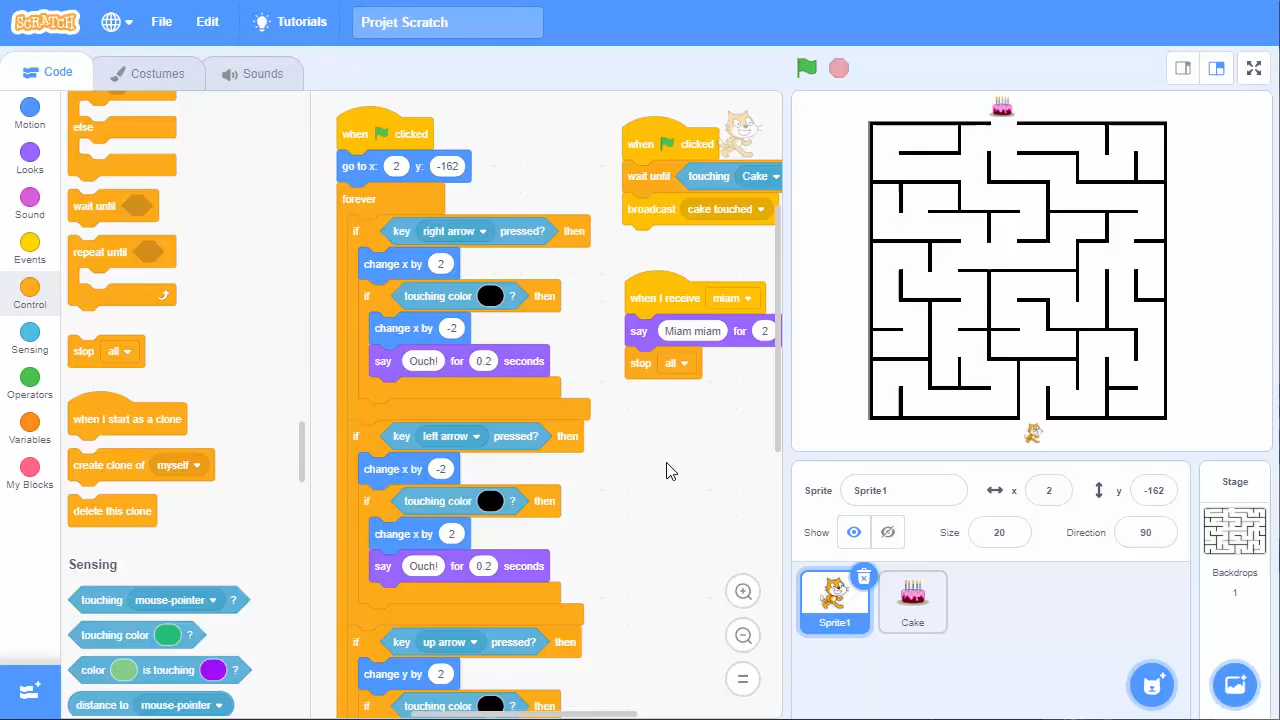 SCRATCH
File
Edit
Tutorials
Projet Scratch
Code
Costumes
Sounds
Motion
Looks
Sound
Events
Control
Sensing
Operators
Variables
My Blocks
else
wait until
repeat until
stop all
when I start as a clone
create clone of myself
delete this clone
Sensing
touching mouse-pointer ?
touching color ?
color is touching ?
distance to mouse-pointer
when clicked
go to x: 2 y: -162
forever
if key right arrow pressed? then
change x by 2
if touching color ? then
change x by -2
say Ouch! for 0.2 seconds
if key left arrow pressed? then
change x by -2
if touching color ? then
change x by 2
say Ouch! for 0.2 seconds
if key up arrow pressed? then
change y by 2
if touching color ? then
when clicked
wait until touching Cake
broadcast cake touched
when I receive miam
say Miam miam for 2
stop all
Sprite
Sprite1
x 2
y -162
Show
Size 20
Direction 90
Sprite1
Cake
Stage
Backdrops
1